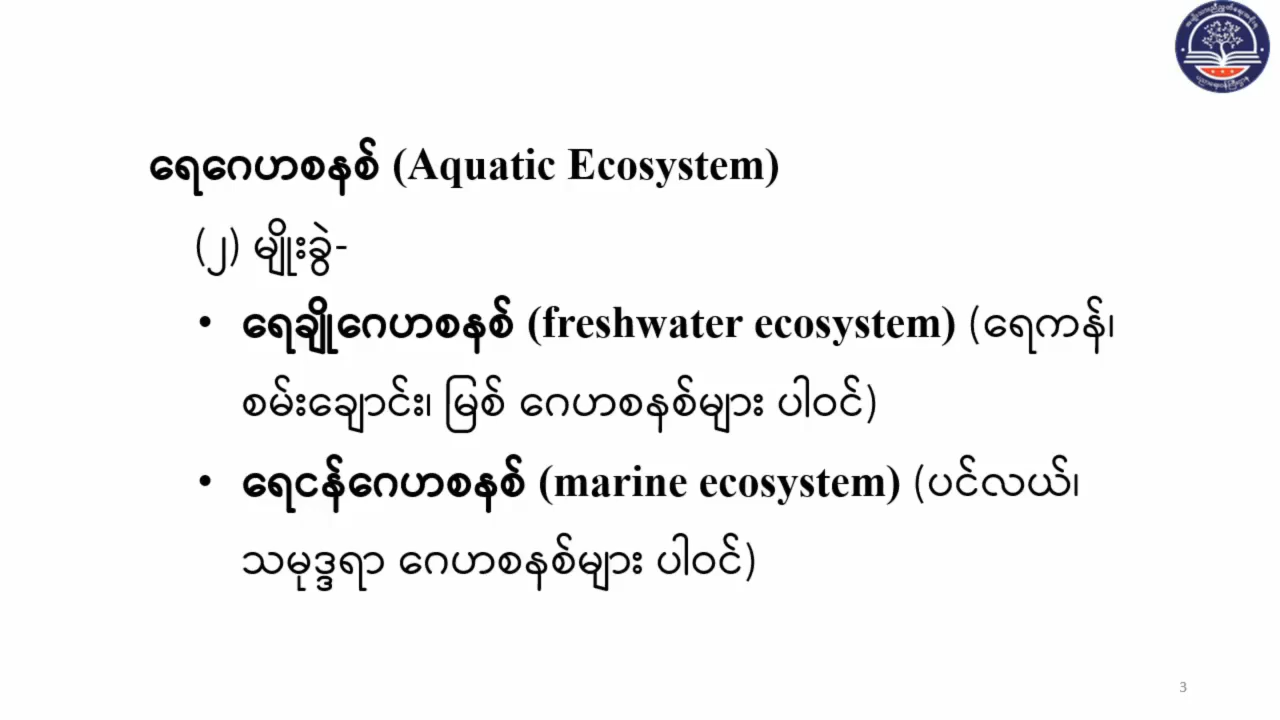 ရေဂေဟစနစ် (Aquatic Ecosystem)
(၂) မျိုးခွဲ-
• ရေချိုဂေဟစနစ် (freshwater ecosystem) (ရေကန်၊
စမ်းချောင်း၊ မြစ် ဂေဟစနစ်များ ပါဝင်)
• ရေငန်ဂေဟစနစ် (marine ecosystem) (ပင်လယ်၊
သမုဒ္ဒရာ ဂေဟစနစ်များ ပါဝင်)
3